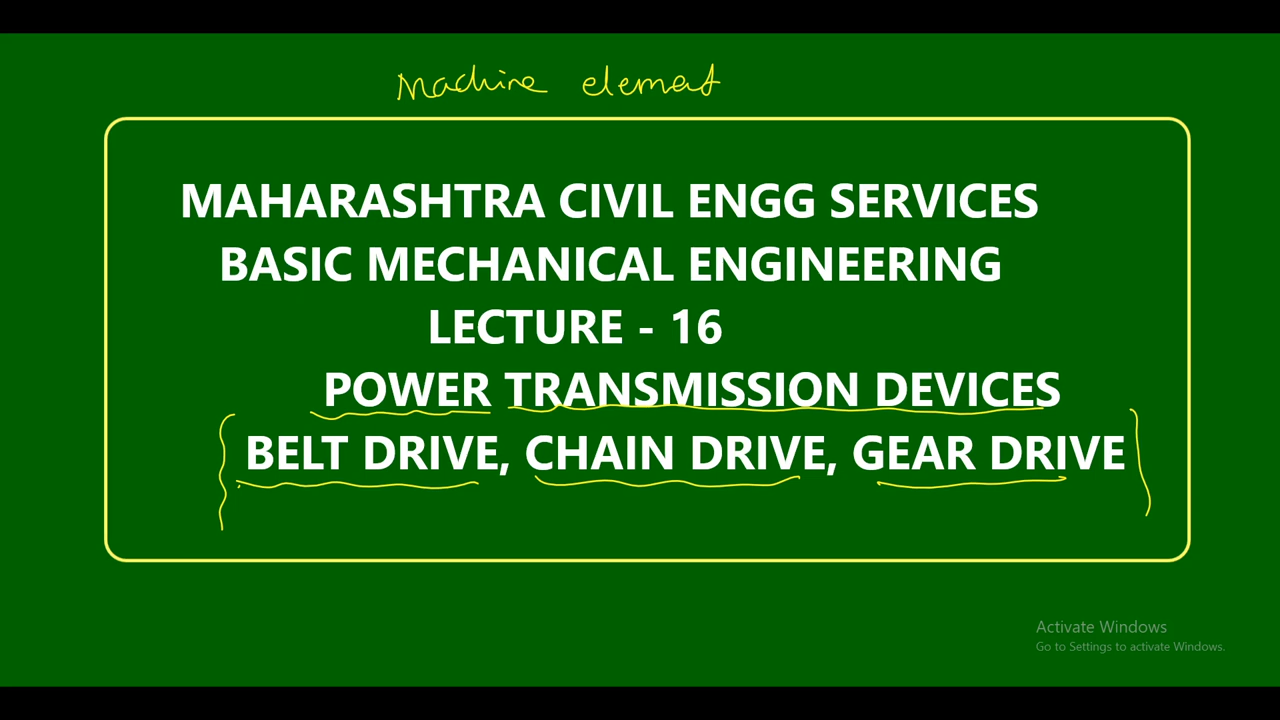 Machine element
MAHARASHTRA CIVIL ENGG SERVICES
BASIC MECHANICAL ENGINEERING
LECTURE - 16
POWER TRANSMISSION DEVICES
BELT DRIVE, CHAIN DRIVE, GEAR DRIVE
Activate Windows
Go to Settings to activate Windows.